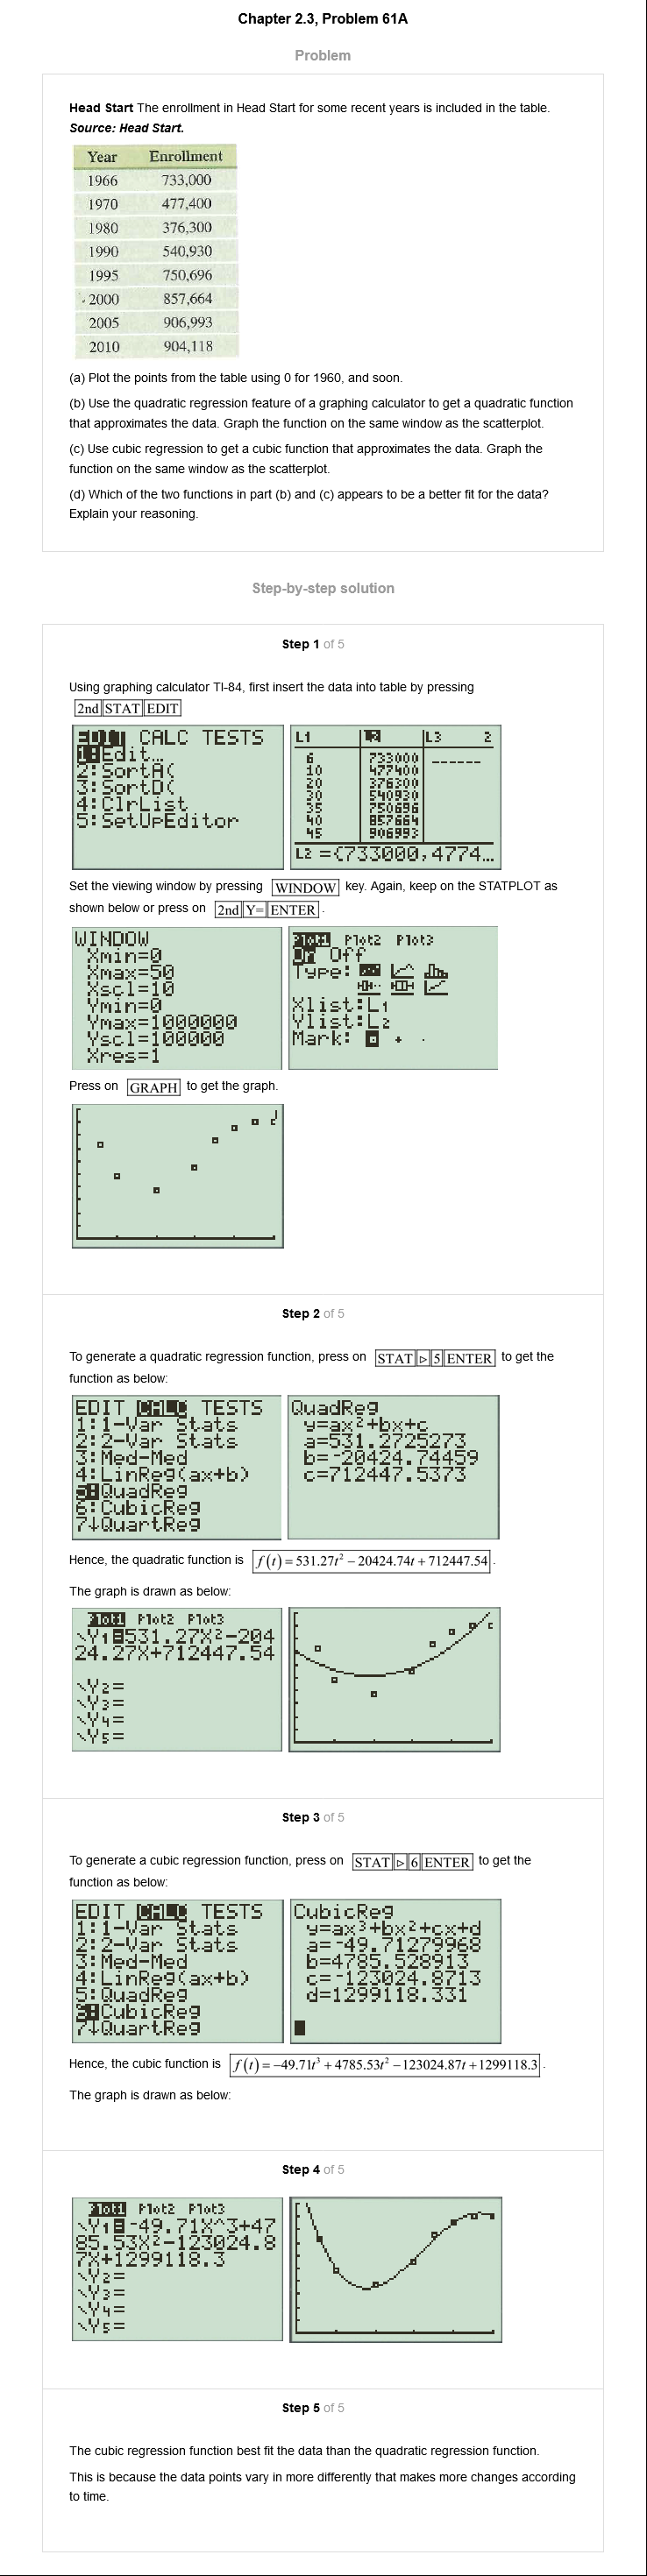 Chapter 2.3, Problem 61A
Problem
Head Start The enrollment in Head Start for some recent years is included in the table.
Source: Head Start.
Year Enrollment
1966 733,000
1970 477,400
1980 376,300
1990 540,930
1995 750,696
2000 857,664
2005 906,993
2010 904,118
(a) Plot the points from the table using 0 for 1960, and soon.
(b) Use the quadratic regression feature of a graphing calculator to get a quadratic function
that approximates the data. Graph the function on the same window as the scatterplot.
(c) Use cubic regression to get a cubic function that approximates the data. Graph the
function on the same window as the scatterplot.
(d) Which of the two functions in part (b) and (c) appears to be a better fit for the data?
Explain your reasoning.
Step-by-step solution
Step 1 of 5
Using graphing calculator TI-84, first insert the data into table by pressing
2nd STAT EDIT
EDIT CALC TESTS
1:Edit…
2:SortA(
3:SortD(
4:ClrList
5:SetUpEditor
L1 L2 L3 2
6 733000 ------
10 477400
20 376300
30 540930
35 750696
40 857664
45 906993
L2 ={733000,4774…
Set the viewing window by pressing WINDOW key. Again, keep on the STATPLOT as
shown below or press on 2nd Y= ENTER .
WINDOW
Xmin=0
Xmax=50
Xscl=10
Ymin=0
Ymax=1000000
Yscl=100000
Xres=1
Plot1 Plot2 Plot3
On Off
Type:
Xlist:L1
Ylist:L2
Mark: □ + ·
Press on GRAPH to get the graph.
Step 2 of 5
To generate a quadratic regression function, press on STAT ▷ 5 ENTER to get the
function as below:
EDIT CALC TESTS
1:1-Var Stats
2:2-Var Stats
3:Med-Med
4:LinReg(ax+b)
5:QuadReg
6:CubicReg
7↓QuartReg
QuadReg
y=ax²+bx+c
a=531.2725273
b=-20424.74459
c=712447.5373
Hence, the quadratic function is f(t) = 531.27t² − 20424.74t + 712447.54 .
The graph is drawn as below:
Plot1 Plot2 Plot3
\Y1=531.27X²-204
24.27X+712447.54
\Y2=
\Y3=
\Y4=
\Y5=
Step 3 of 5
To generate a cubic regression function, press on STAT ▷ 6 ENTER to get the
function as below:
EDIT CALC TESTS
1:1-Var Stats
2:2-Var Stats
3:Med-Med
4:LinReg(ax+b)
5:QuadReg
6:CubicReg
7↓QuartReg
CubicReg
y=ax³+bx²+cx+d
a=-49.71279968
b=4785.528913
c=-123024.8713
d=1299118.331
Hence, the cubic function is f(t) = −49.71t³ + 4785.53t² − 123024.87t + 1299118.3 .
The graph is drawn as below:
Step 4 of 5
Plot1 Plot2 Plot3
\Y1=-49.71X^3+47
85.53X²-123024.8
7X+1299118.3
\Y2=
\Y3=
\Y4=
\Y5=
Step 5 of 5
The cubic regression function best fit the data than the quadratic regression function.
This is because the data points vary in more differently that makes more changes according
to time.